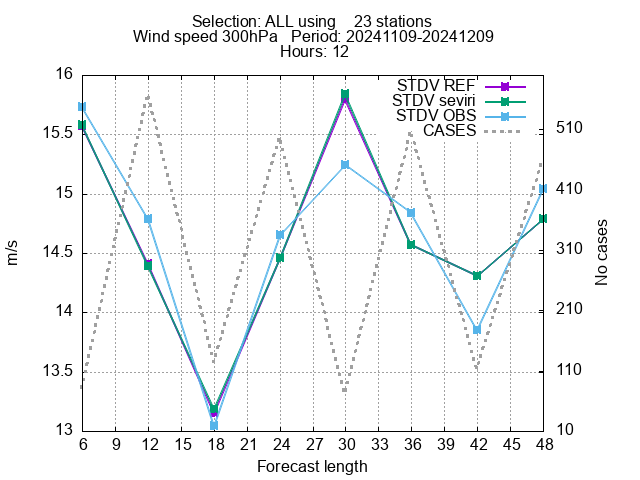 Selection: ALL using    23 stations
Wind speed 300hPa   Period: 20241109-20241209
Hours: 12
STDV REF
STDV seviri
STDV OBS
CASES
16
15.5
15
14.5
14
13.5
13
m/s
510
410
310
210
110
10
No cases
6 9 12 15 18 21 24 27 30 33 36 39 42 45 48
Forecast length